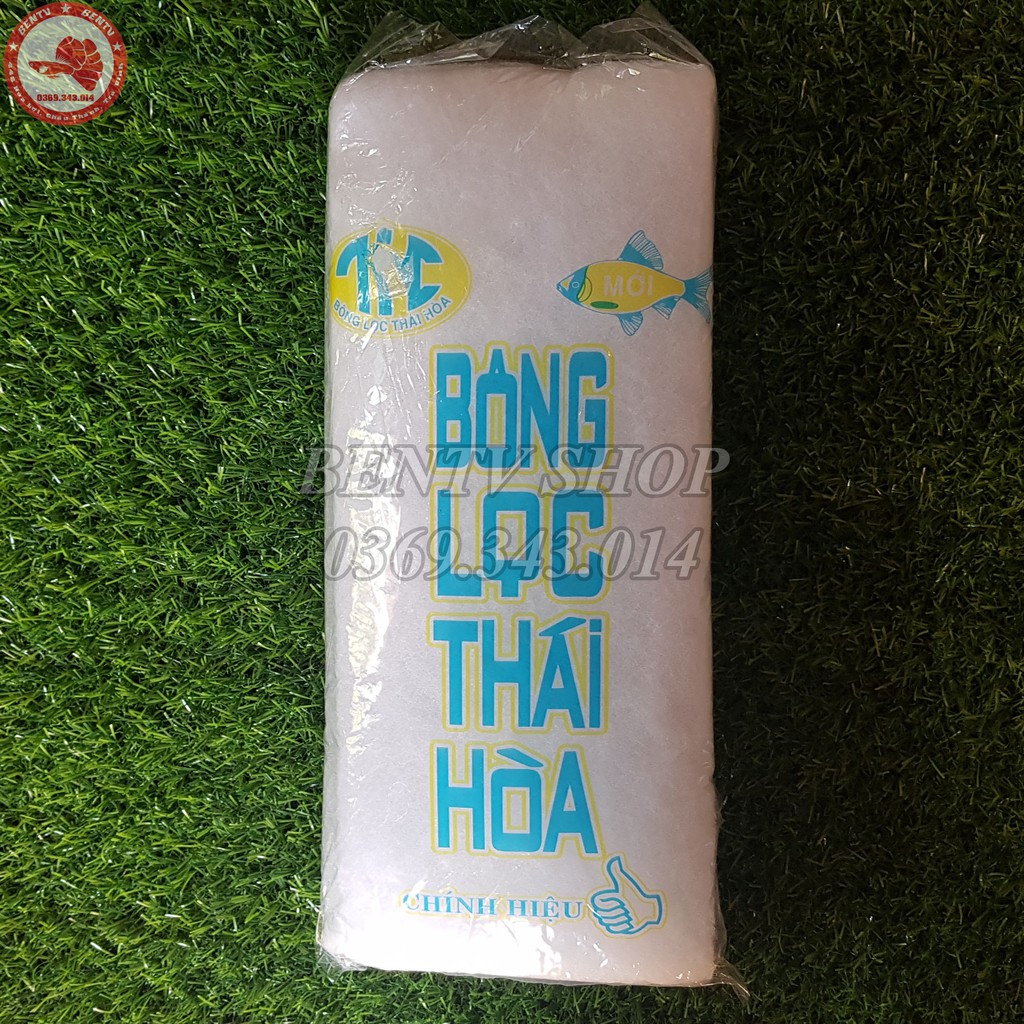 BENTV
BENTV
0369.343.014
BÔNG LỌC THÁI HÒA
MỚI
BÔNG
LỌC
THÁI
HÒA
BENTV SHOP
0369.343.014
CHÍNH HIỆU